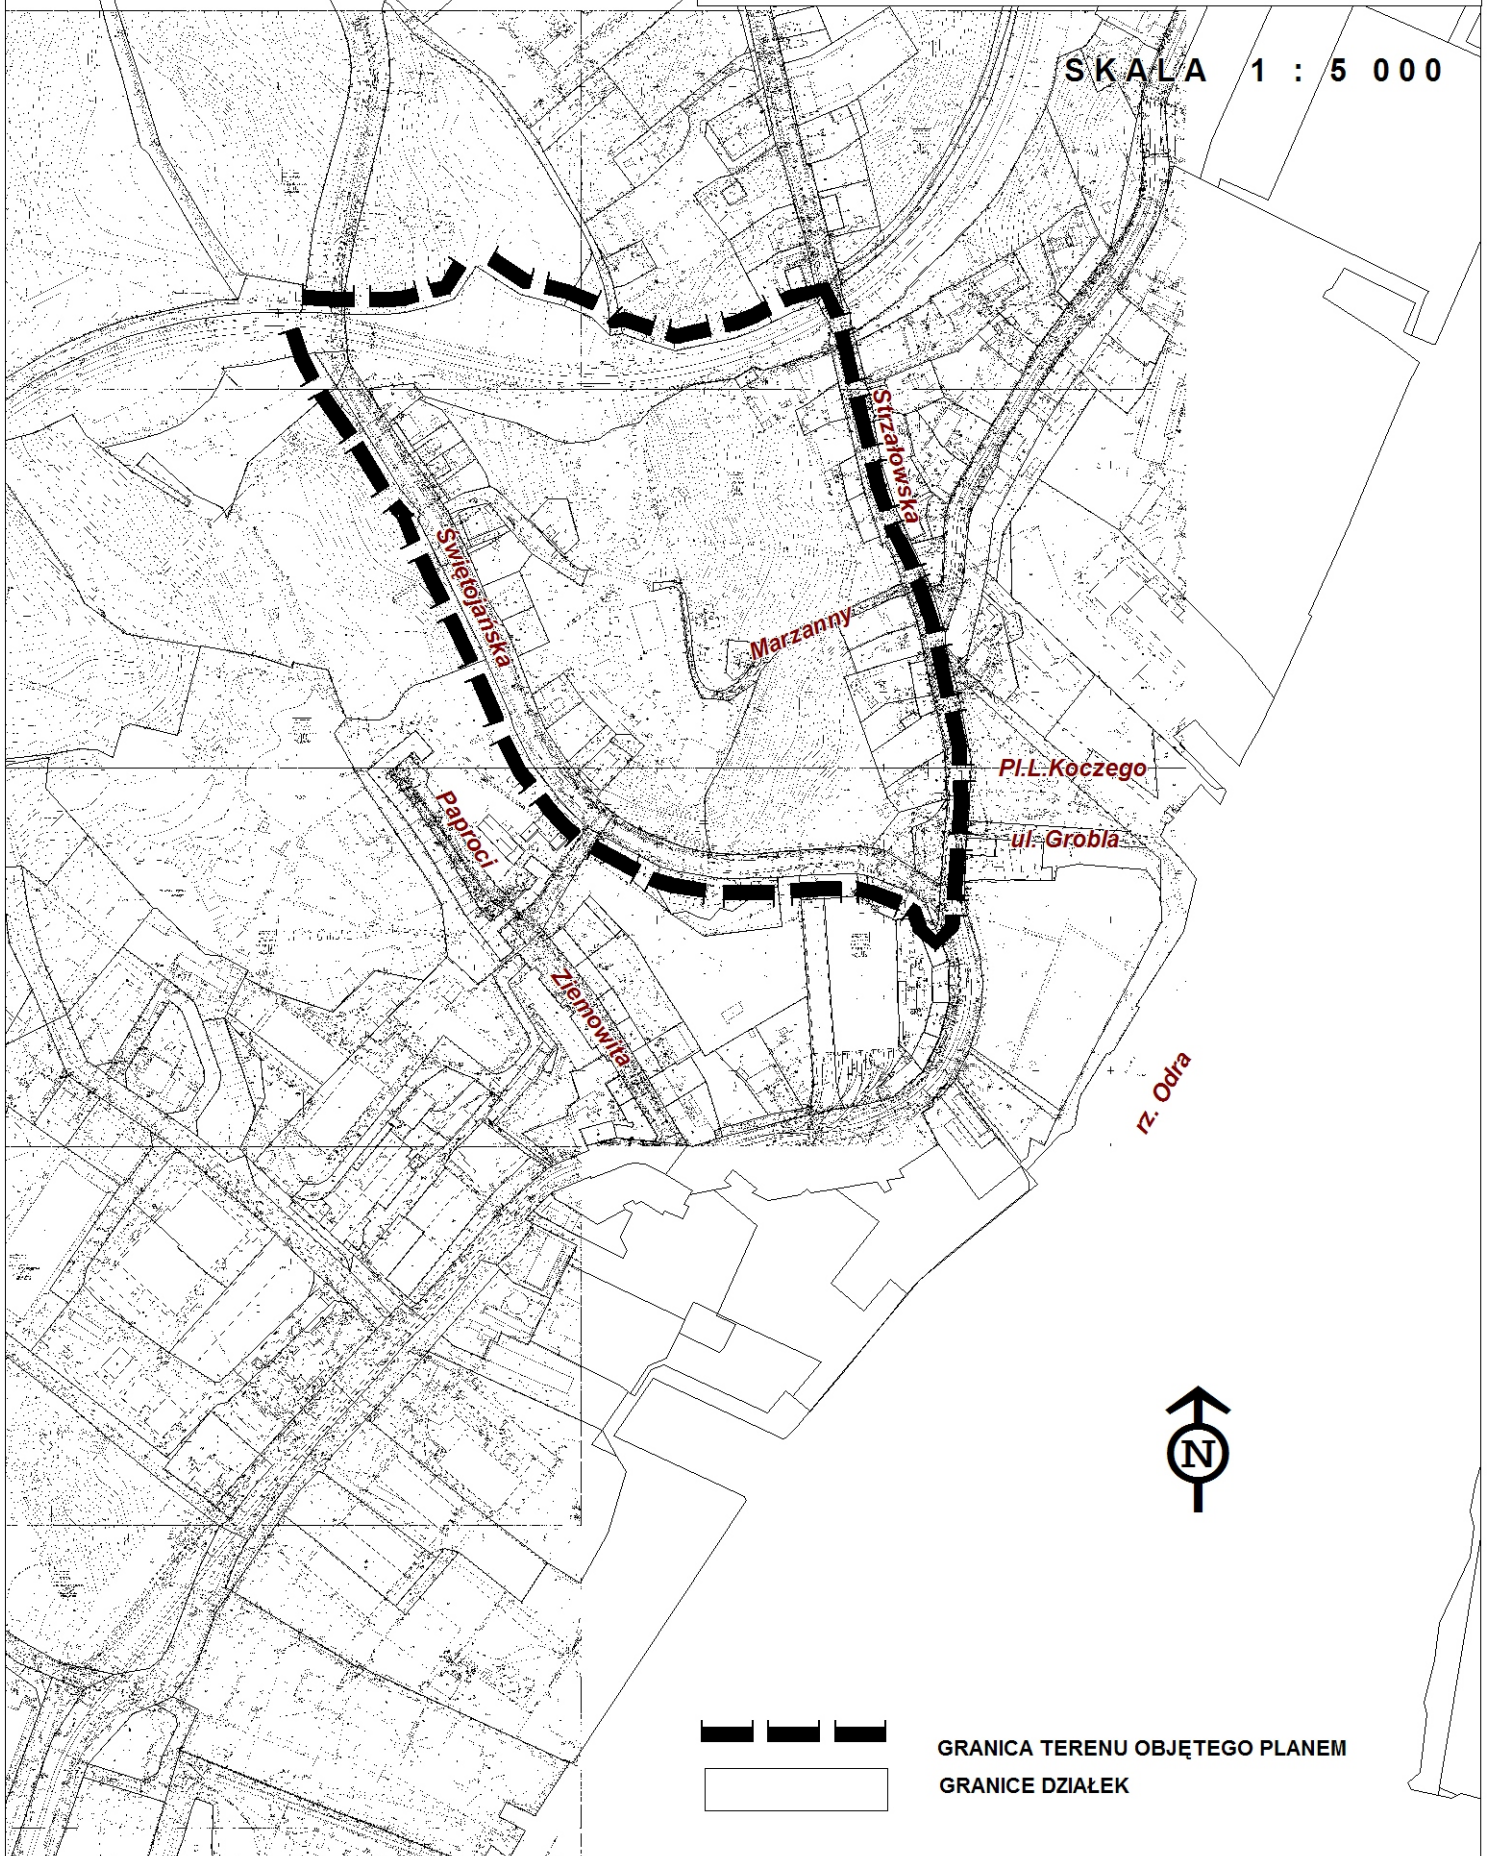 SKALA 1 : 5 000
Strzałowska
Świętojańska
Marzanny
Pl.L.Koczego
Paproci
ul. Grobla
Ziemowita
rz. Odra
N
GRANICA TERENU OBJĘTEGO PLANEM
GRANICE DZIAŁEK